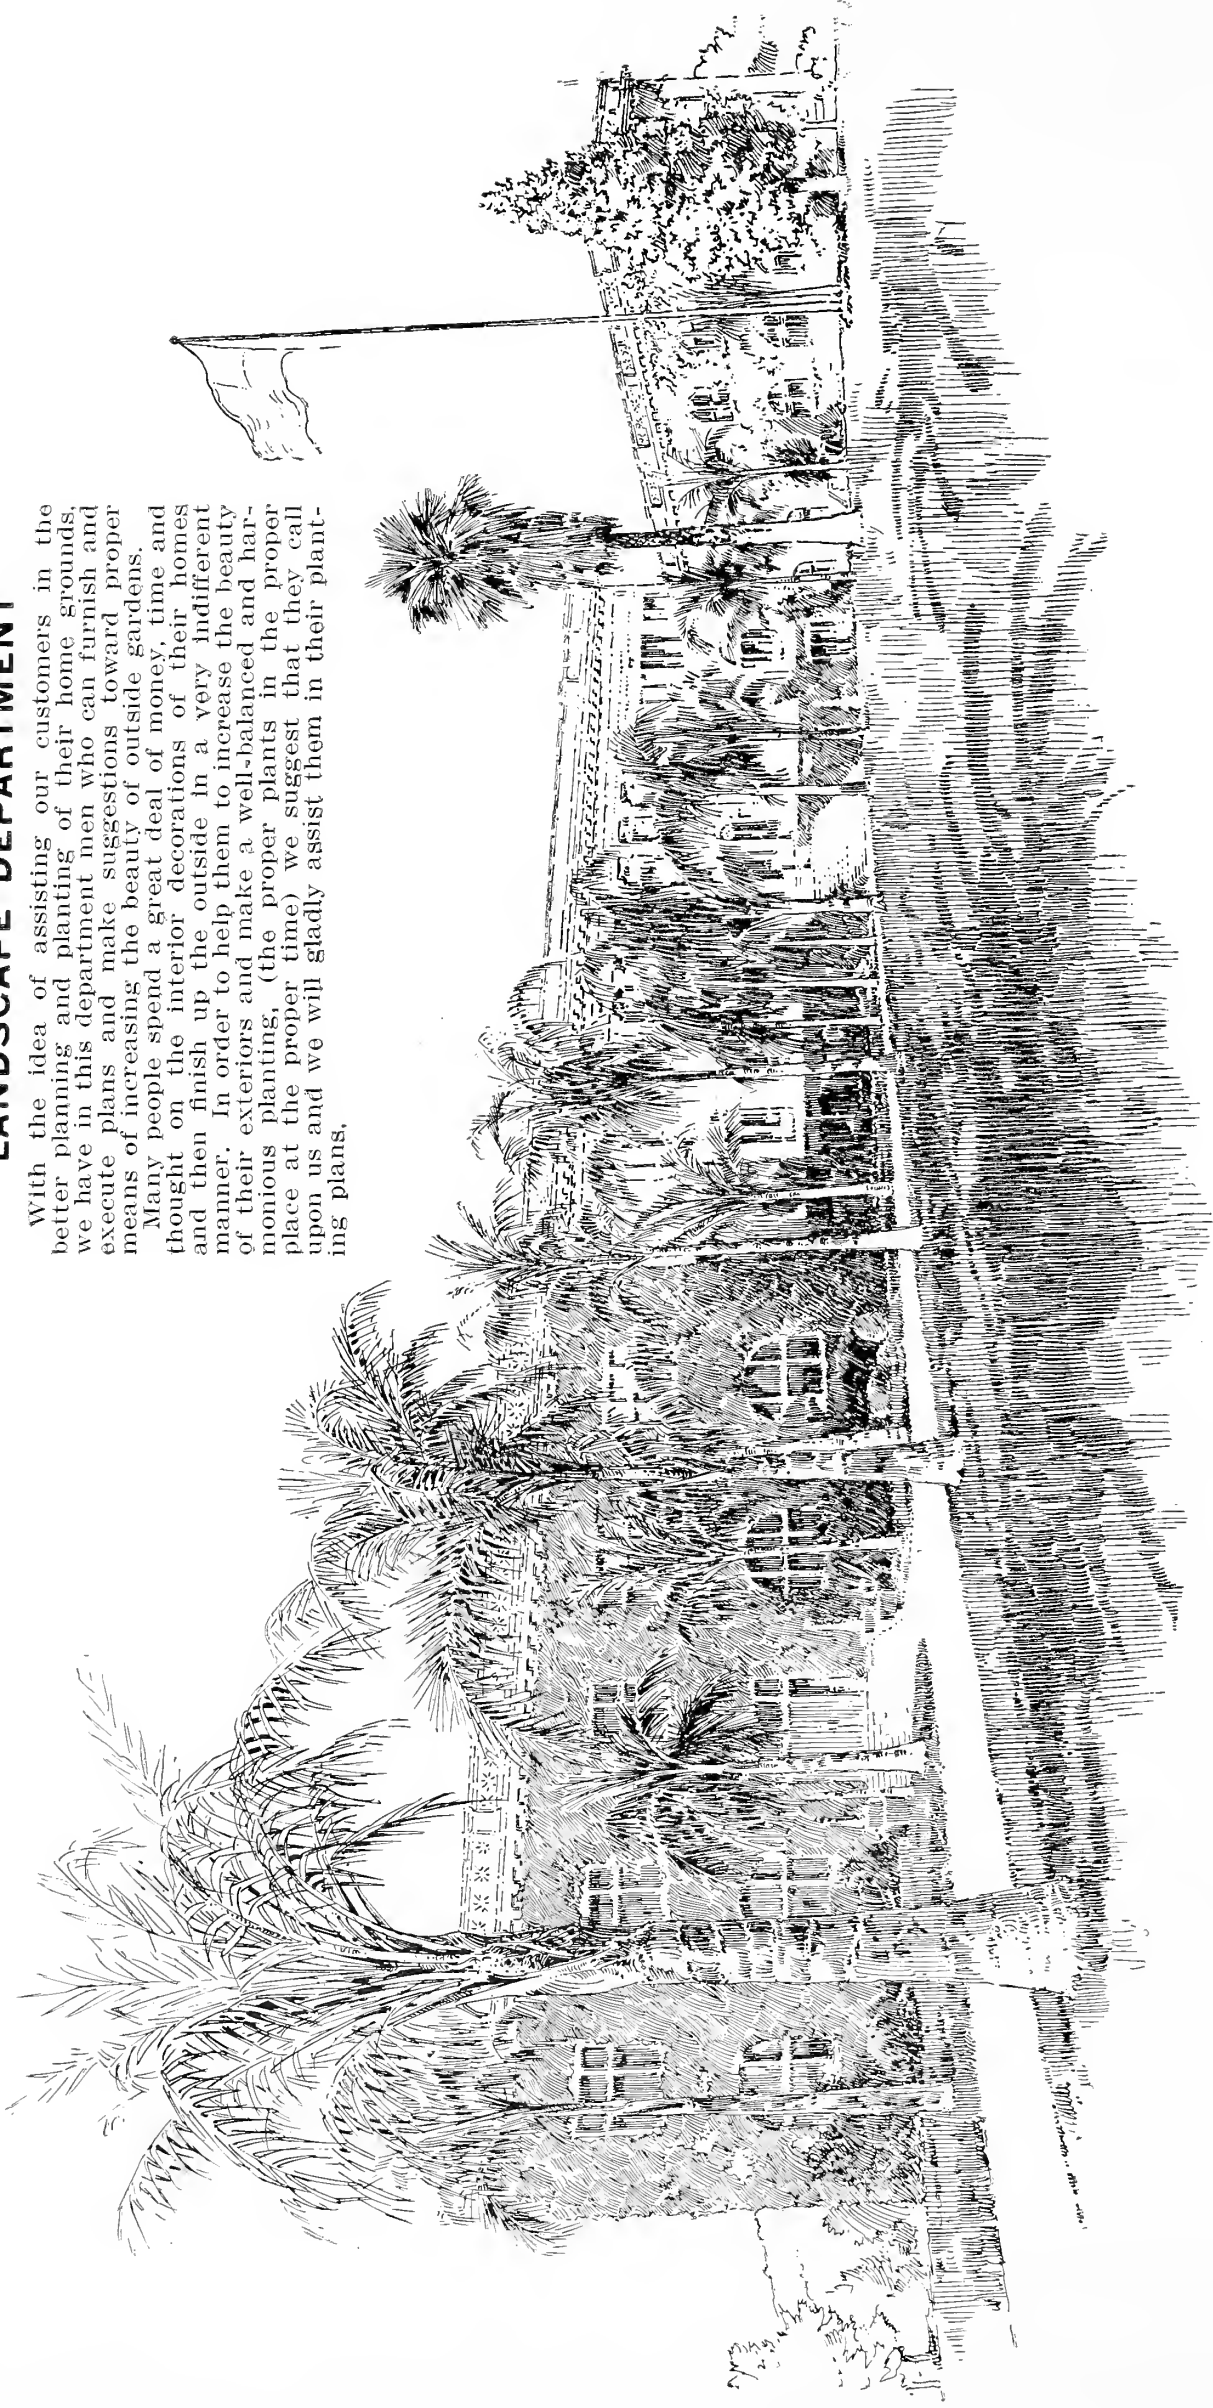 LANDSCAPE DEPARTMENT
With the idea of assisting our customers in the
better planning and planting of their home grounds,
we have in this department men who can furnish and
execute plans and make suggestions toward proper
means of increasing the beauty of outside gardens.
Many people spend a great deal of money, time and
thought on the interior decorations of their homes
and then finish up the outside in a very indifferent
manner. In order to help them to increase the beauty
of their exteriors and make a well-balanced and har-
monious planting, (the proper plants in the proper
place at the proper time) we suggest that they call
upon us and we will gladly assist them in their plant-
ing plans.